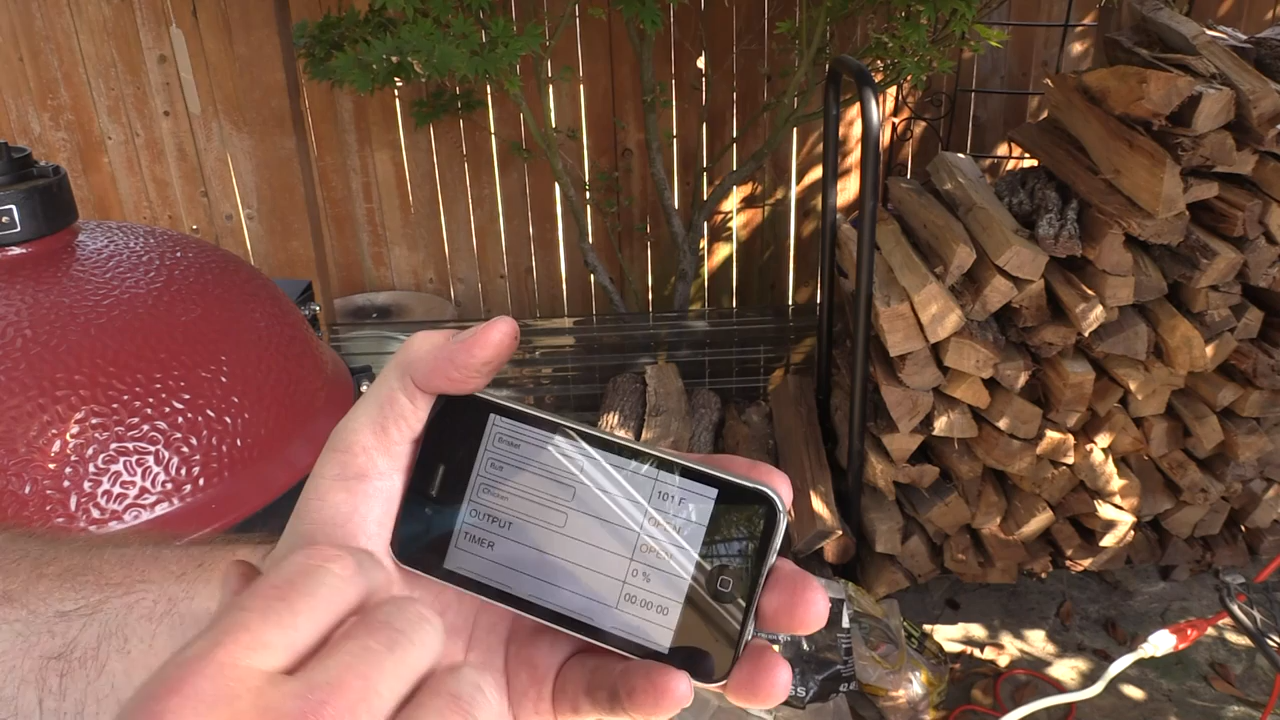 Brisket
101 F
Butt
OPEN
Chicken
OPEN
OUTPUT
0 %
TIMER
00:00:00